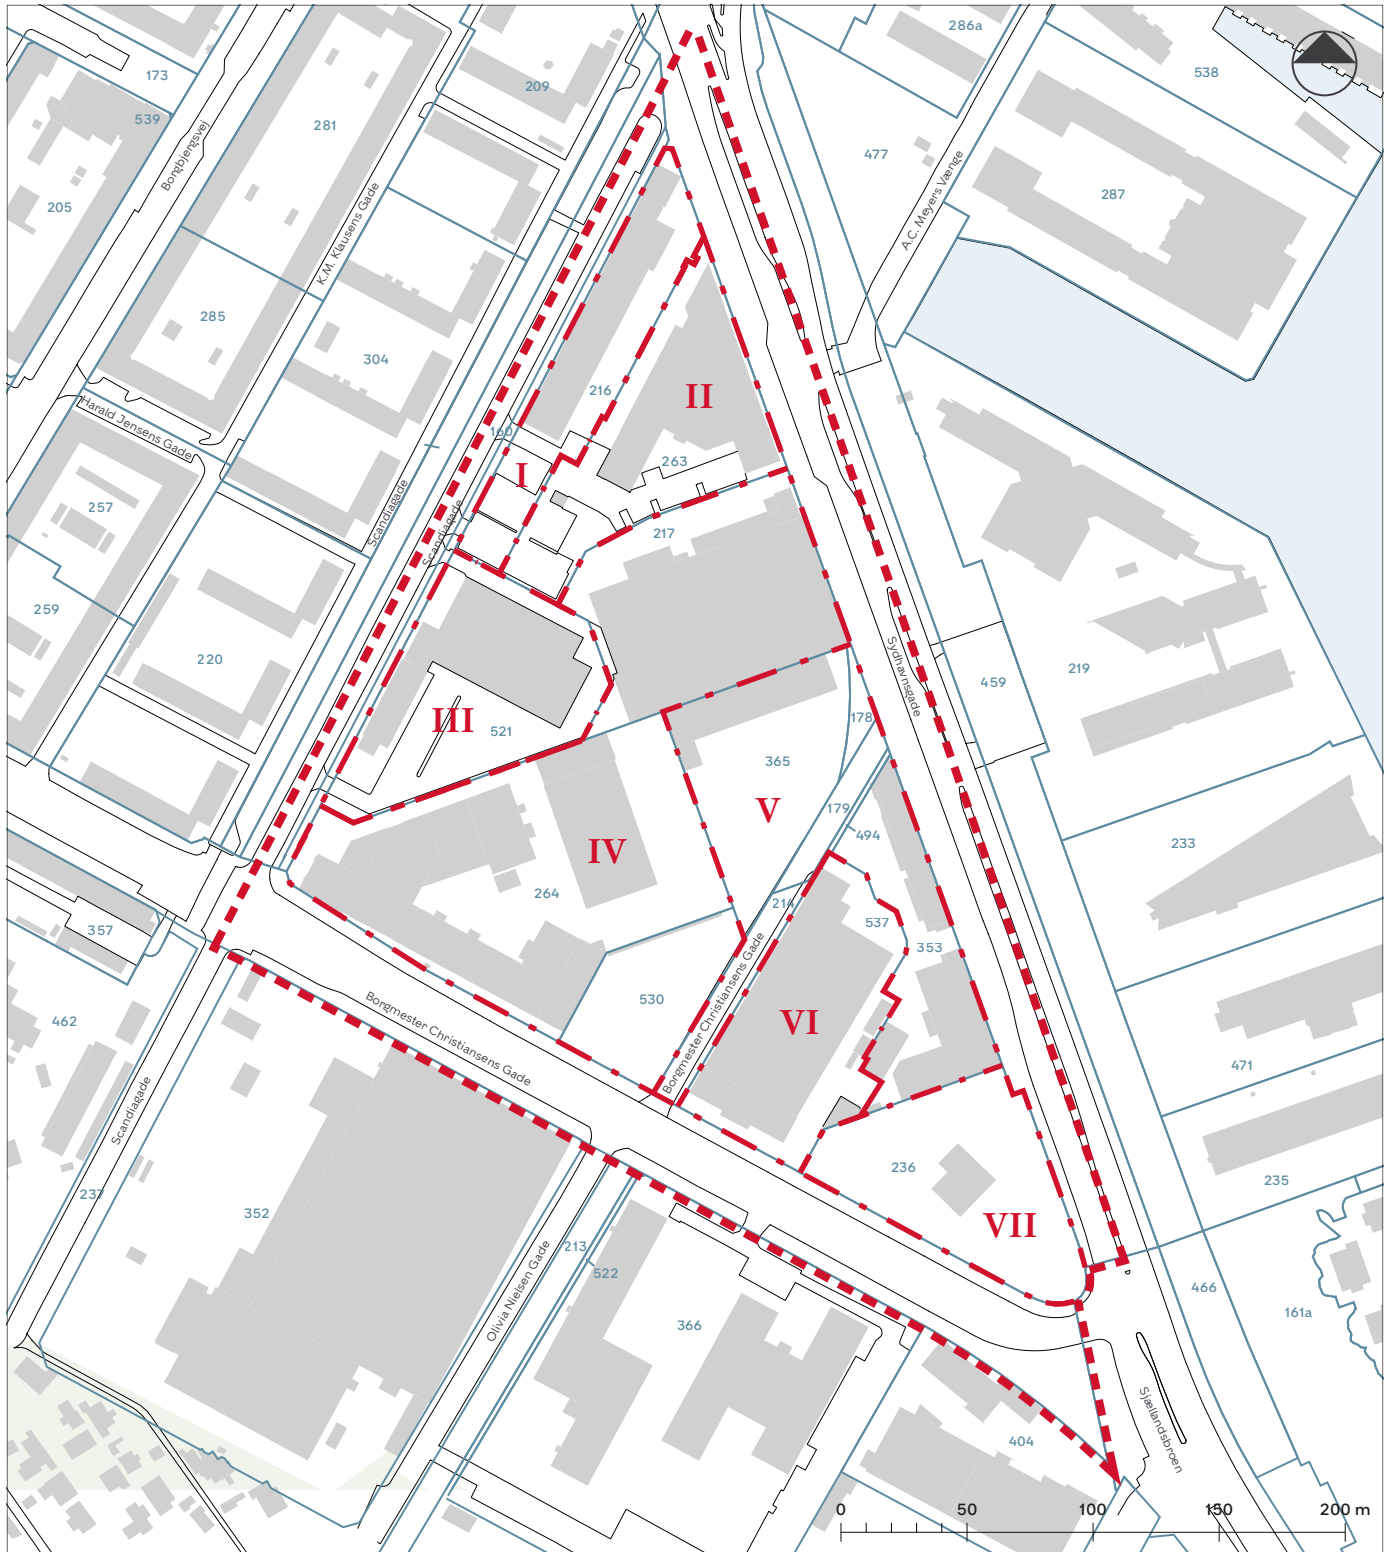 286a
173
538
539
209
281
Borgbjergsvej
477
A.C. Meyers Vænge
287
205
K.M. Klausens Gade
285
304
216
II
Harald Jensens Gade
160
263
I
257
Scandiagade
Scandiagade
217
259
220
Sydhavnsgade
219
459
III
521
178
365
V
179
494
233
IV
264
214
537
357
353
530
Borgmester Christiansens Gade
Borgmester Christiansens Gade
VI
462
471
Scandiagade
236
237
235
352
VII
Olivia Nielsen Gade
213
522
466
161a
366
Sjællandsbroen
404
0 50 100 150 200 m